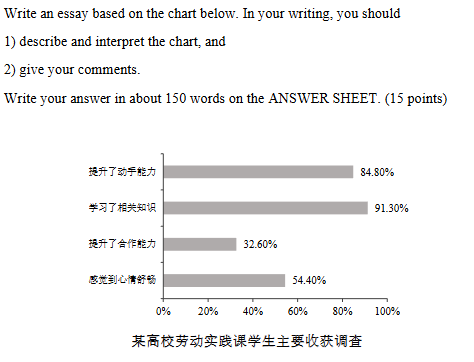 Write an essay based on the chart below. In your writing, you should
1) describe and interpret the chart, and
2) give your comments.
Write your answer in about 150 words on the ANSWER SHEET. (15 points)
提升了动手能力 84.80%
学习了相关知识 91.30%
提升了合作能力 32.60%
感觉到心情舒畅 54.40%
0% 20% 40% 60% 80% 100%
某高校劳动实践课学生主要收获调查